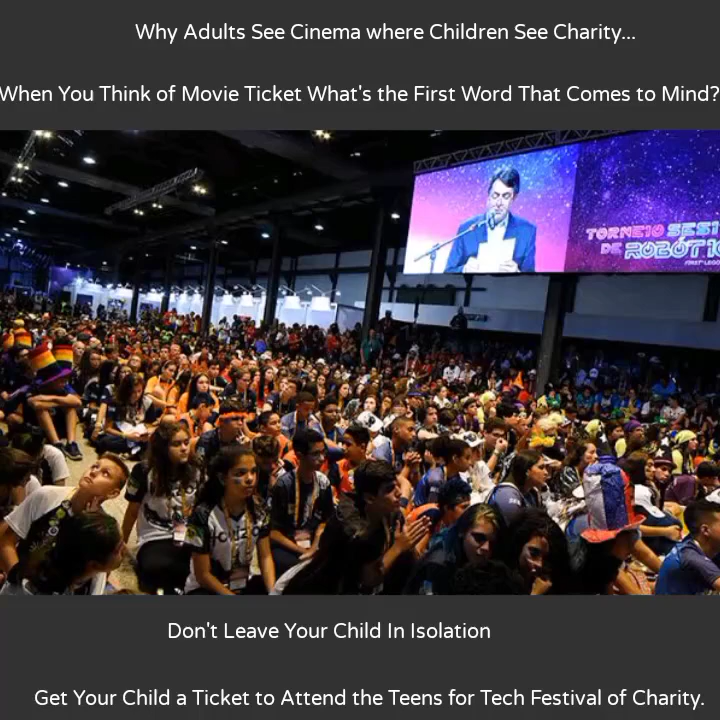 Why Adults See Cinema where Children See Charity...
When You Think of Movie Ticket What's the First Word That Comes to Mind?
TORNEIO SESI
DE ROBÓTIC
Don't Leave Your Child In Isolation
Get Your Child a Ticket to Attend the Teens for Tech Festival of Charity.